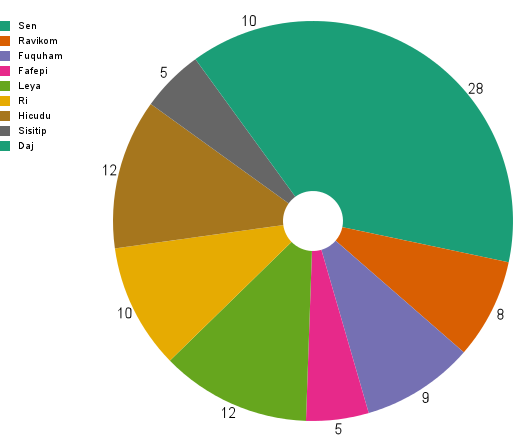 Sen
Ravikom
Fuquham
Fafepi
Leya
Ri
Hicudu
Sisitip
Daj
10
28
5
12
8
10
9
12
5